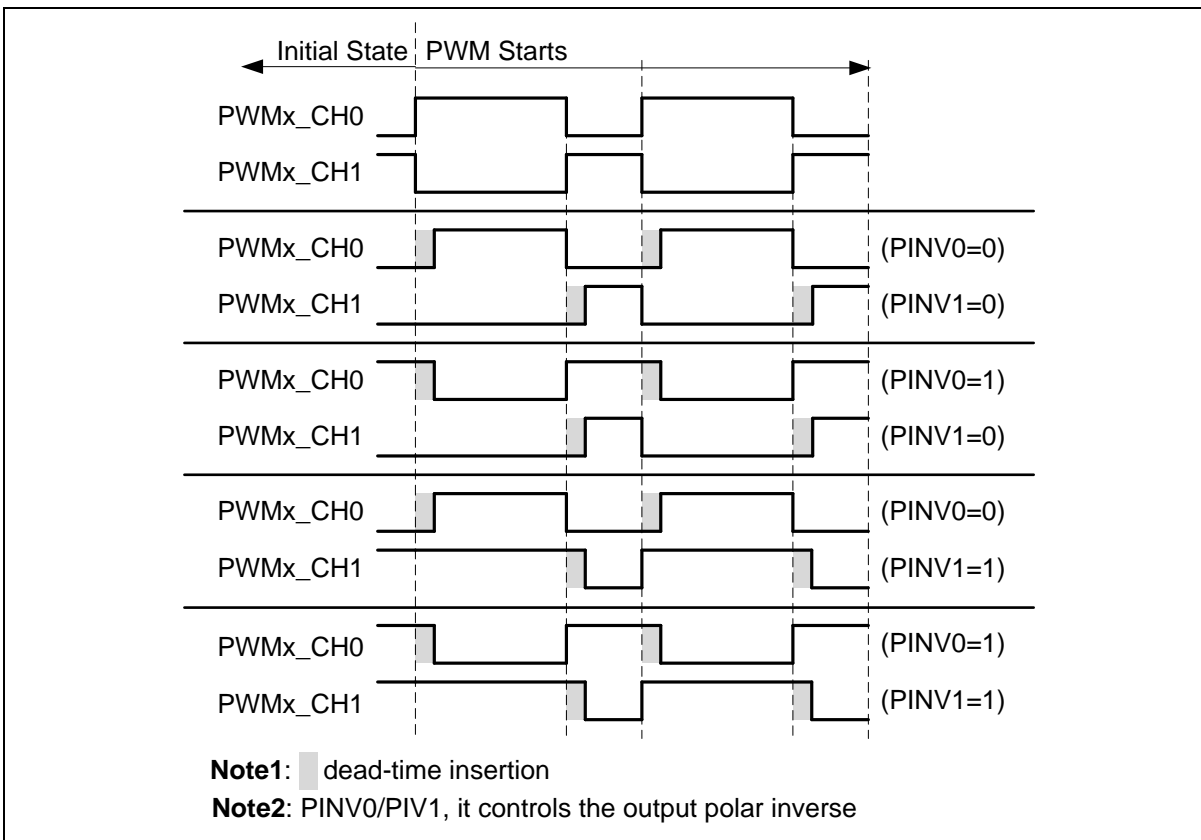 Initial State PWM Starts
PWMx_CH0
PWMx_CH1
PWMx_CH0 (PINV0=0)
PWMx_CH1 (PINV1=0)
PWMx_CH0 (PINV0=1)
PWMx_CH1 (PINV1=0)
PWMx_CH0 (PINV0=0)
PWMx_CH1 (PINV1=1)
PWMx_CH0 (PINV0=1)
PWMx_CH1 (PINV1=1)
Note1: dead-time insertion
Note2: PINV0/PIV1, it controls the output polar inverse